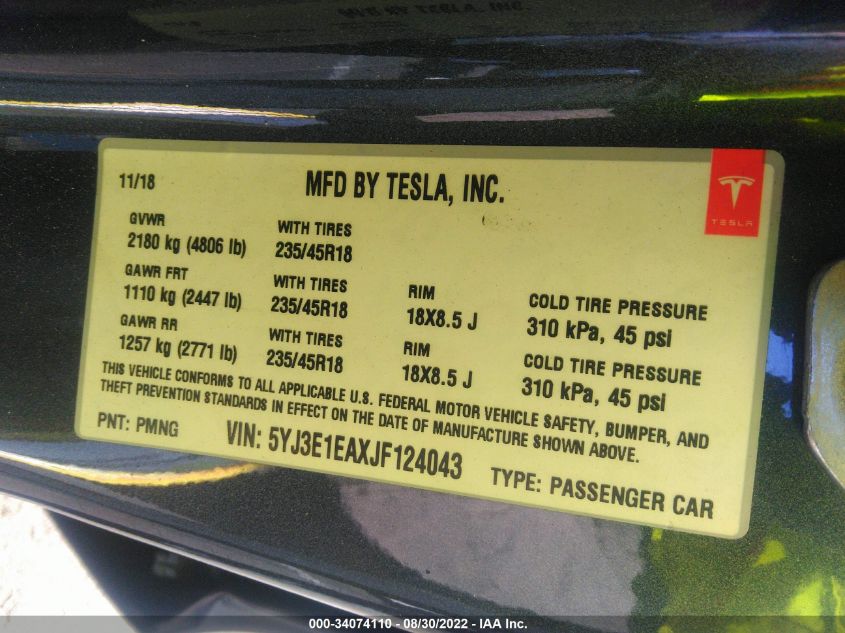 11/18
MFD BY TESLA, INC.
TESLA
GVWR
2180 kg (4806 lb)
WITH TIRES
235/45R18
GAWR FRT
1110 kg (2447 lb)
WITH TIRES
235/45R18
RIM
18X8.5 J
COLD TIRE PRESSURE
310 kPa, 45 psi
GAWR RR
1257 kg (2771 lb)
WITH TIRES
235/45R18
RIM
18X8.5 J
COLD TIRE PRESSURE
310 kPa, 45 psi
THIS VEHICLE CONFORMS TO ALL APPLICABLE U.S. FEDERAL MOTOR VEHICLE SAFETY, BUMPER, AND
THEFT PREVENTION STANDARDS IN EFFECT ON THE DATE OF MANUFACTURE SHOWN ABOVE.
PNT: PMNG
VIN: 5YJ3E1EAXJF124043
TYPE: PASSENGER CAR
000-34074110 - 08/30/2022 - IAA Inc.